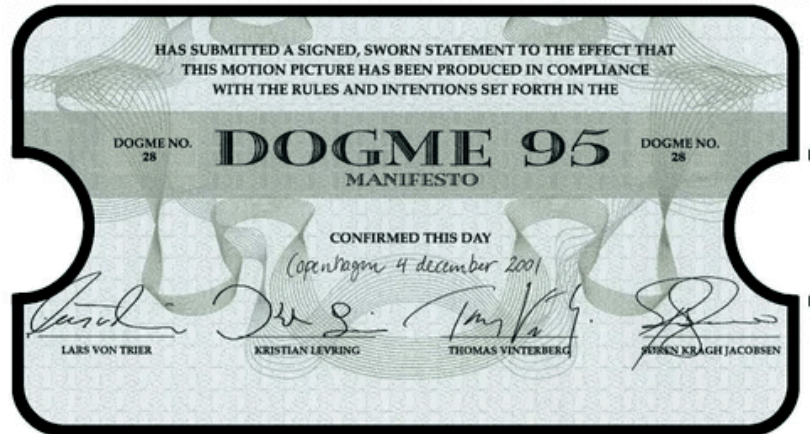 HAS SUBMITTED A SIGNED, SWORN STATEMENT TO THE EFFECT THAT
THIS MOTION PICTURE HAS BEEN PRODUCED IN COMPLIANCE
WITH THE RULES AND INTENTIONS SET FORTH IN THE
DOGME NO. 28
DOGME 95
DOGME NO. 28
MANIFESTO
CONFIRMED THIS DAY
Copenhagen 4 december 2001
LARS VON TRIER KRISTIAN LEVRING THOMAS VINTERBERG SØREN KRAGH JACOBSEN